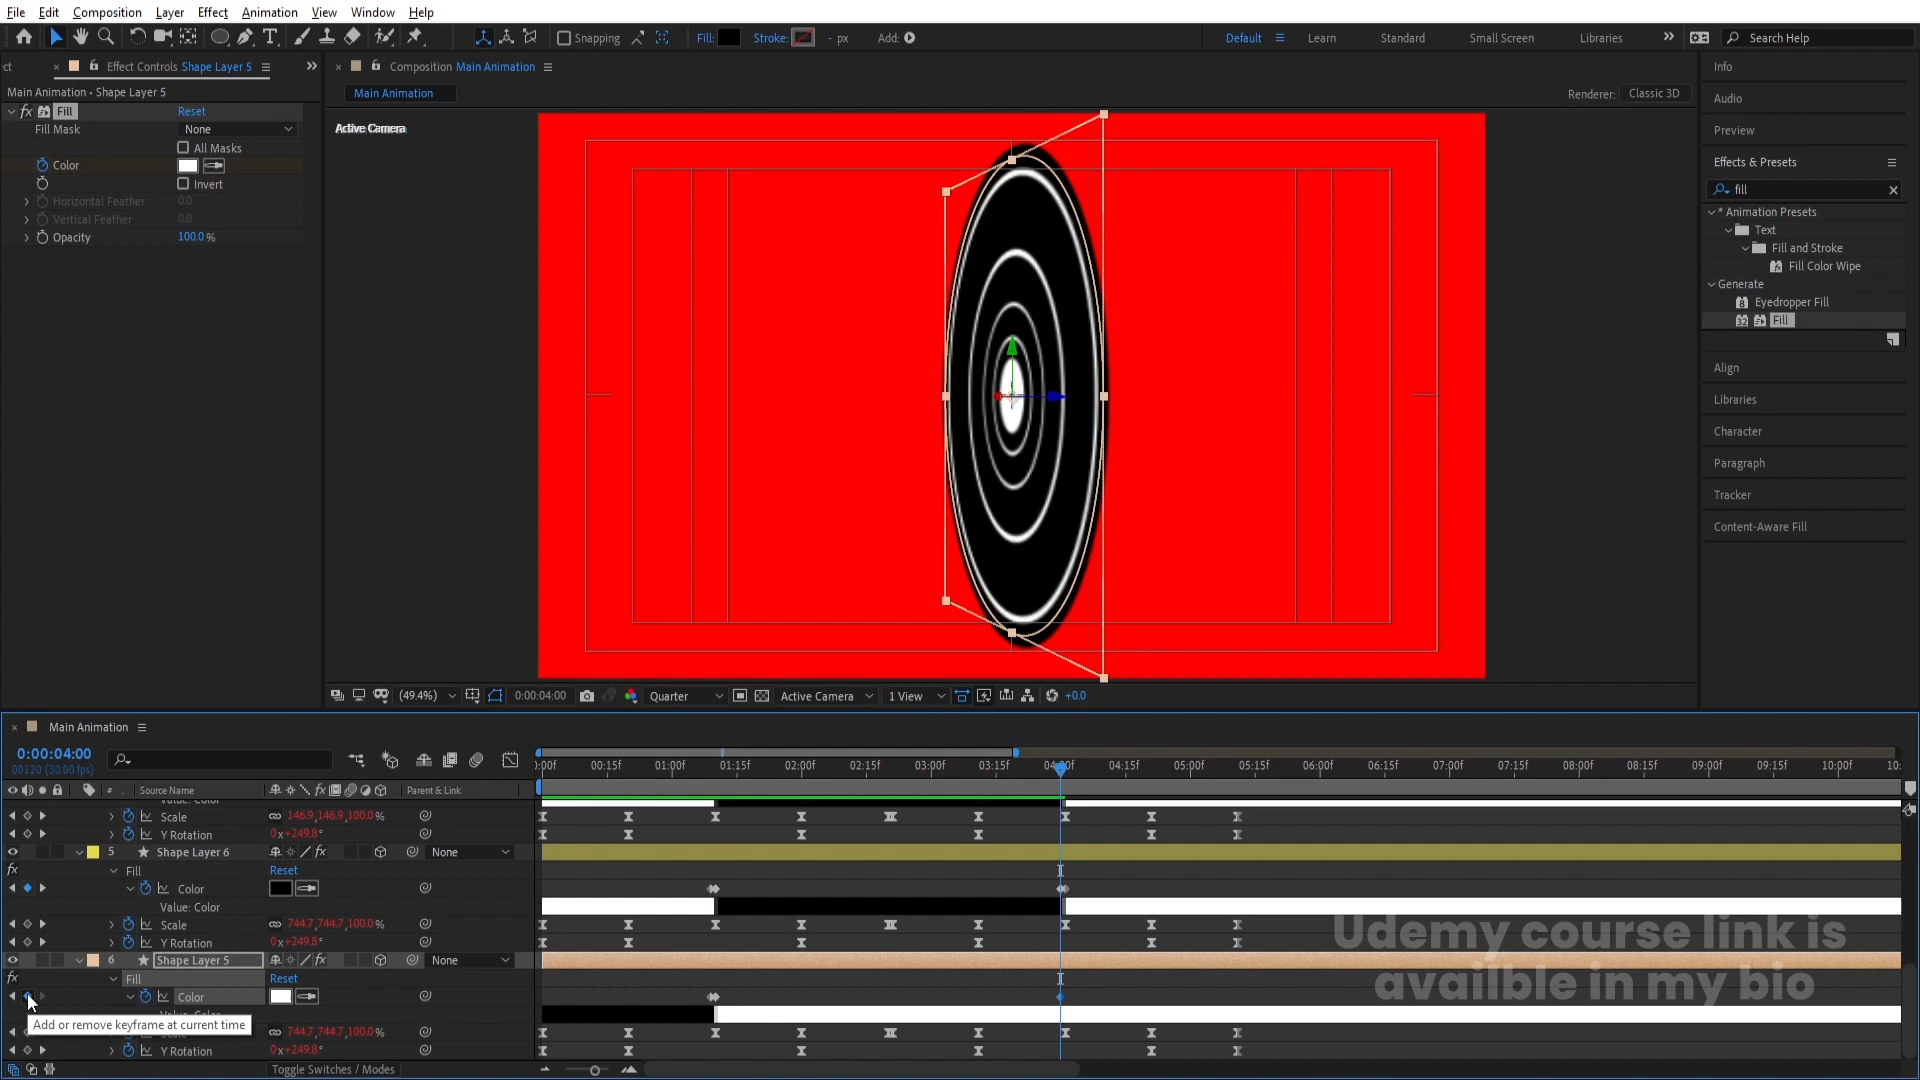 File Edit Composition Layer Effect Animation View Window Help
Snapping Fill: Stroke: - px Add: Default Learn Standard Small Screen Libraries Search Help
ct Effect Controls Shape Layer 5
Main Animation • Shape Layer 5
fx Fill Reset
Fill Mask None
All Masks
Color
Invert
Horizontal Feather 0.0
Vertical Feather 0.0
Opacity 100.0 %
Composition Main Animation
Main Animation
Renderer: Classic 3D
Active Camera
(49.4%) 0:00:04:00 Quarter Active Camera 1 View +0.0
Info
Audio
Preview
Effects & Presets
fill
* Animation Presets
Text
Fill and Stroke
Fill Color Wipe
Generate
Eyedropper Fill
32 Fill
Align
Libraries
Character
Paragraph
Tracker
Content-Aware Fill
Main Animation
0:00:04:00
00120 (30.00 fps)
):00f 00:15f 01:00f 01:15f 02:00f 02:15f 03:00f 03:15f 04:00f 04:15f 05:00f 05:15f 06:00f 06:15f 07:00f 07:15f 08:00f 08:15f 09:00f 09:15f 10:00f 10:
# . Source Name fx Parent & Link
Value: Color
Scale 146.9,146.9,100.0%
Y Rotation 0x+249.8°
5 Shape Layer 6 fx None
fx Fill Reset
Color
Value: Color
Scale 744.7,744.7,100.0%
Y Rotation 0x+249.8°
6 Shape Layer 5 fx None
fx Fill Reset
Color
Value: Color
Add or remove keyframe at current time
Scale 744.7,744.7,100.0%
Y Rotation 0x+249.8°
Toggle Switches / Modes
Udemy course link is
availble in my bio